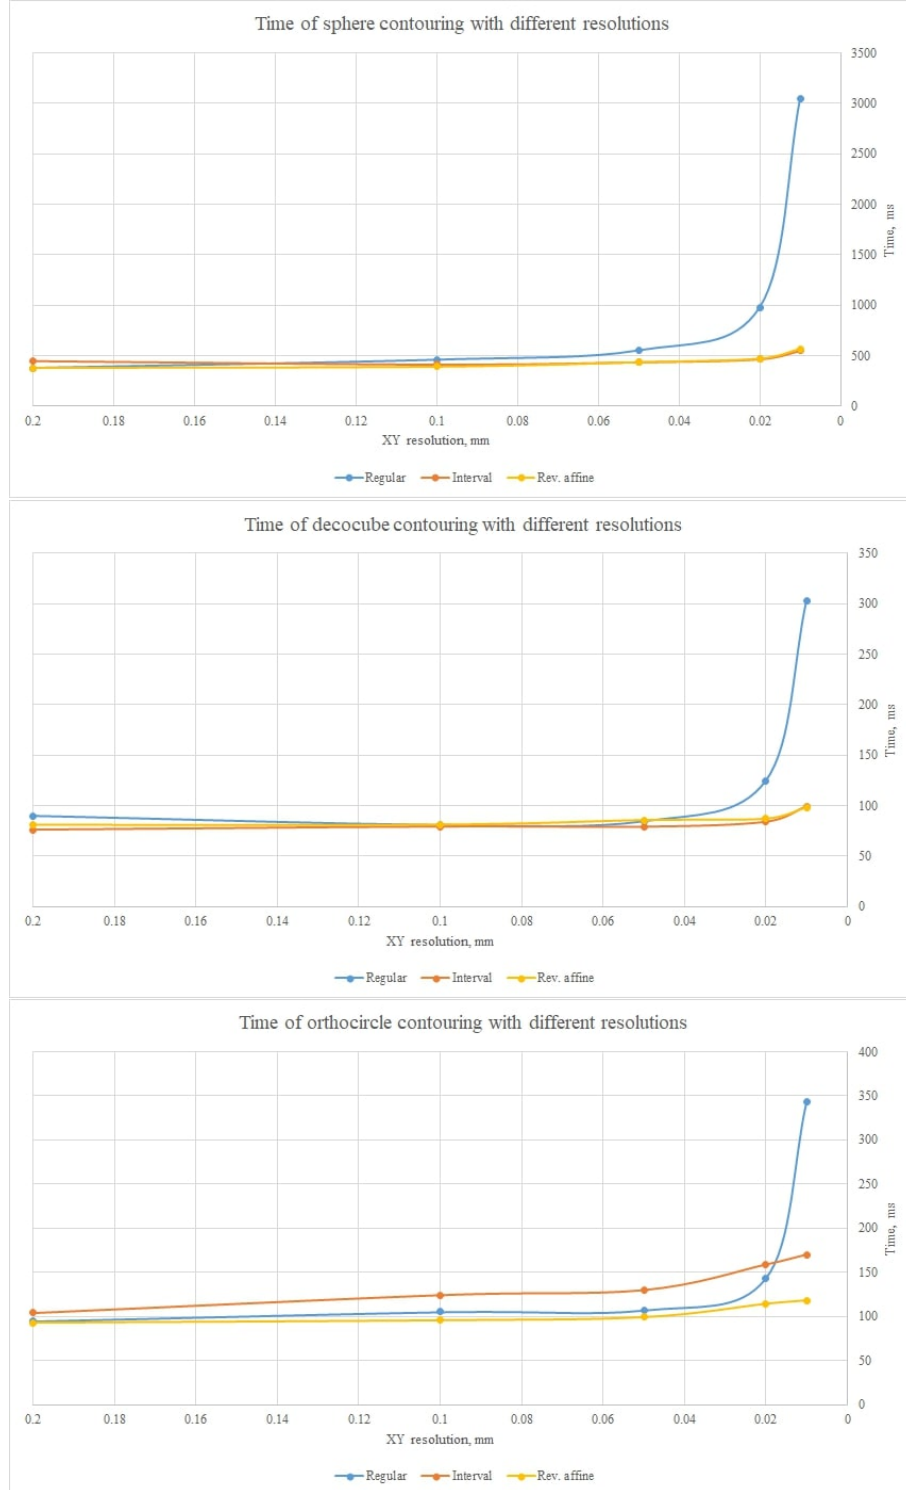 Time of sphere contouring with different resolutions
3500
3000
2500
2000
1500
1000
500
0
Time, ms
0.2 0.18 0.16 0.14 0.12 0.1 0.08 0.06 0.04 0.02 0
XY resolution, mm
Regular Interval Rev. affine
Time of decocube contouring with different resolutions
350
300
250
200
150
100
50
0
Time, ms
0.2 0.18 0.16 0.14 0.12 0.1 0.08 0.06 0.04 0.02 0
XY resolution, mm
Regular Interval Rev. affine
Time of orthocircle contouring with different resolutions
400
350
300
250
200
150
100
50
0
Time, ms
0.2 0.18 0.16 0.14 0.12 0.1 0.08 0.06 0.04 0.02 0
XY resolution, mm
Regular Interval Rev. affine